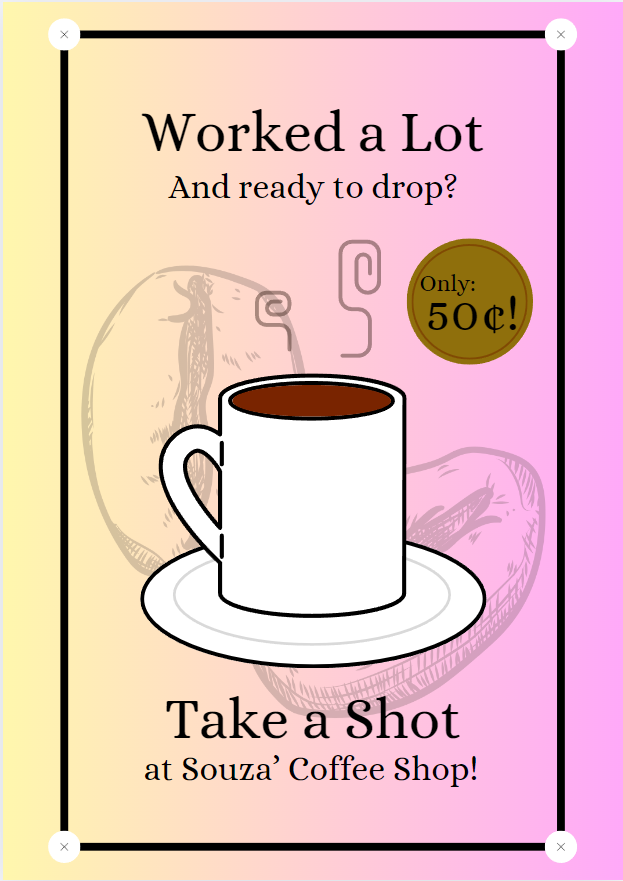 Worked a Lot
And ready to drop?
Only:
50¢!
Take a Shot
at Souza’ Coffee Shop!